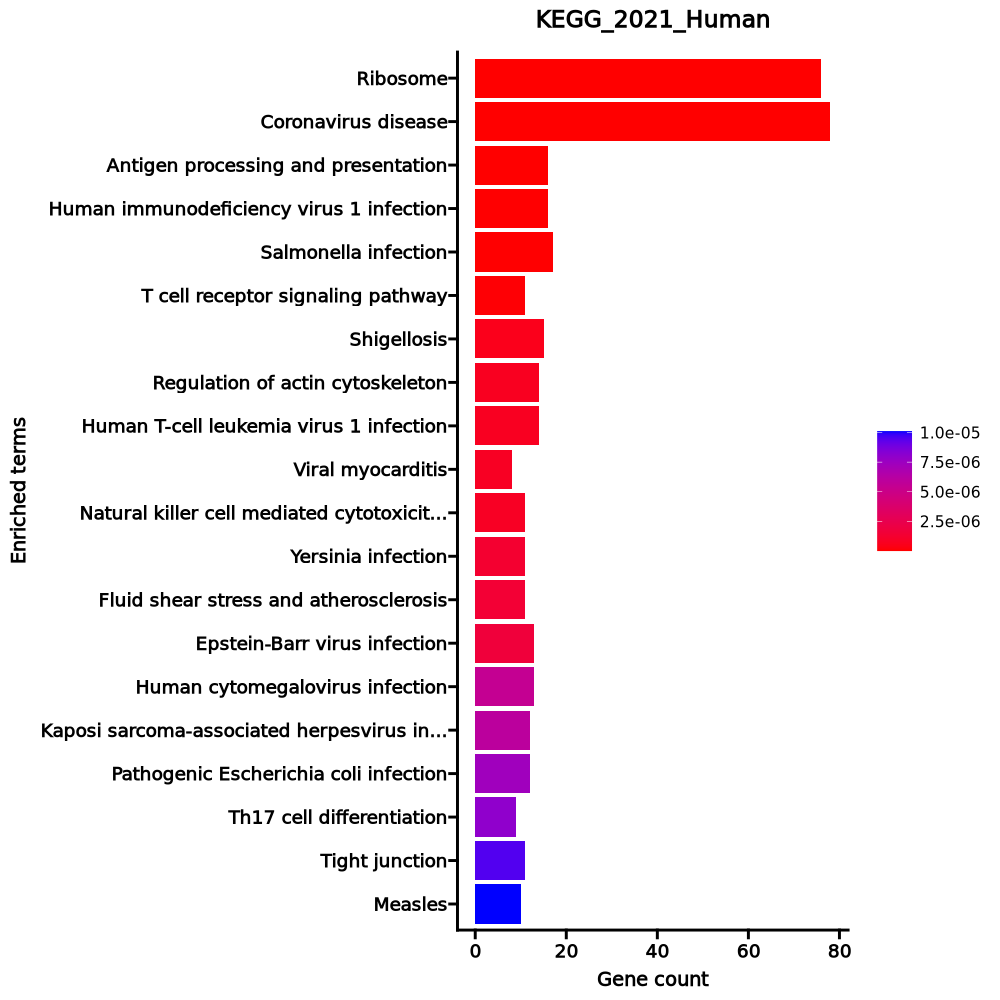 KEGG_2021_Human
Ribosome
Coronavirus disease
Antigen processing and presentation
Human immunodeficiency virus 1 infection
Salmonella infection
T cell receptor signaling pathway
Shigellosis
Regulation of actin cytoskeleton
Human T-cell leukemia virus 1 infection
Viral myocarditis
Natural killer cell mediated cytotoxicit...
Yersinia infection
Fluid shear stress and atherosclerosis
Epstein-Barr virus infection
Human cytomegalovirus infection
Kaposi sarcoma-associated herpesvirus in...
Pathogenic Escherichia coli infection
Th17 cell differentiation
Tight junction
Measles
Enriched terms
0 20 40 60 80
Gene count
1.0e-05
7.5e-06
5.0e-06
2.5e-06